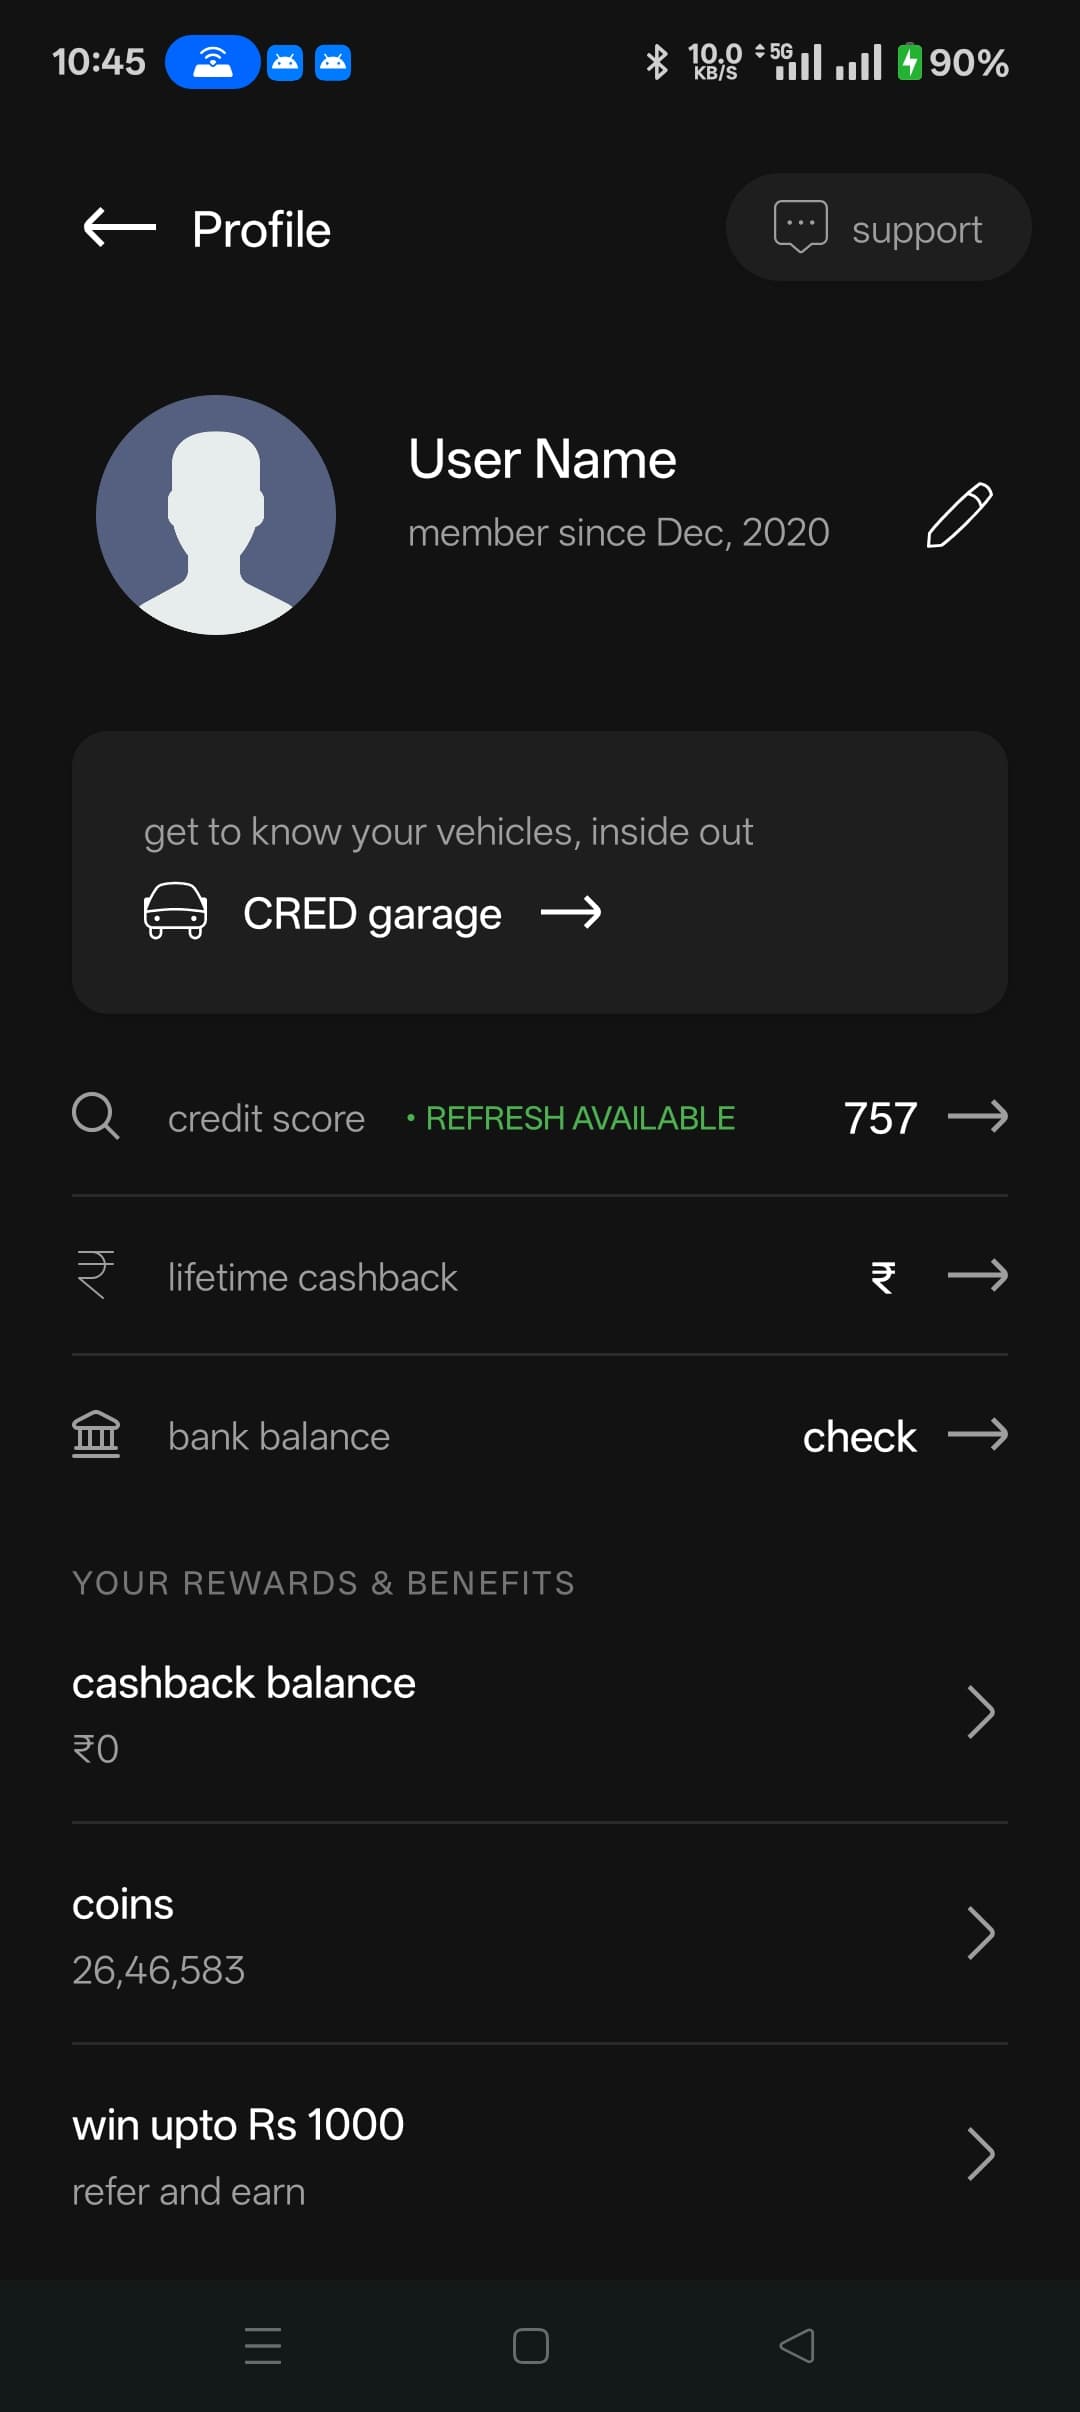 10:45
10.0
KB/S
5G
90%
Profile
support
User Name
member since Dec, 2020
get to know your vehicles, inside out
CRED garage
credit score • REFRESH AVAILABLE 757
lifetime cashback ₹
bank balance check
YOUR REWARDS & BENEFITS
cashback balance
₹0
coins
26,46,583
win upto Rs 1000
refer and earn